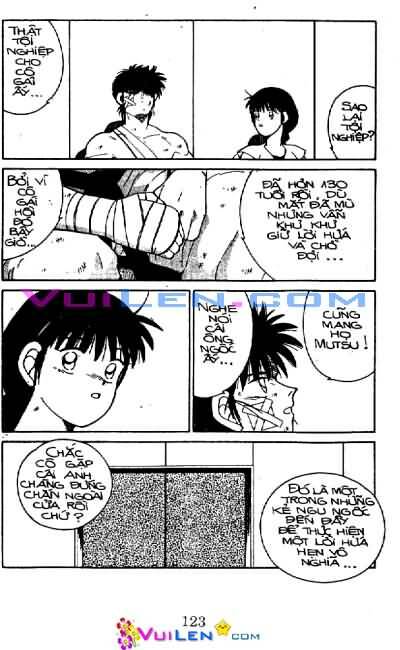 THẬT
TỘI
NGHIỆP
CHO
CÔ
GÁI
ẤY...
SAO
LẠI
TỘI
NGHIỆP?
BỞI VÌ
CÔ
GÁI
HỒI
ĐÓ
BÂY
GIỜ...
ĐÃ HƠN 130
TUỔI RỒI, DÙ
MẮT ĐÃ MÙ
NHƯNG VẪN
KHƯ KHƯ
GIỮ LỜI HỨA
VÀ CHỜ
ĐỢI...
VUILEN.COM
NGHE
NÓI
CÁI
ÔNG
NGỐC
ẤY...
CŨNG
MANG
HỌ
MUTSU!
CHẮC
CÔ GẶP
CÁI ANH
CHÀNG ĐỨNG
CHẮN NGOÀI
CỬA RỒI
CHỨ?
ĐÓ LÀ MỘT
TRONG NHỮNG
KẺ NGU NGỐC
ĐẾN ĐÂY
ĐỂ THỰC HIỆN
MỘT LỜI HỨA
HẸN VÔ
NGHĨA...
123
VUILEN.COM